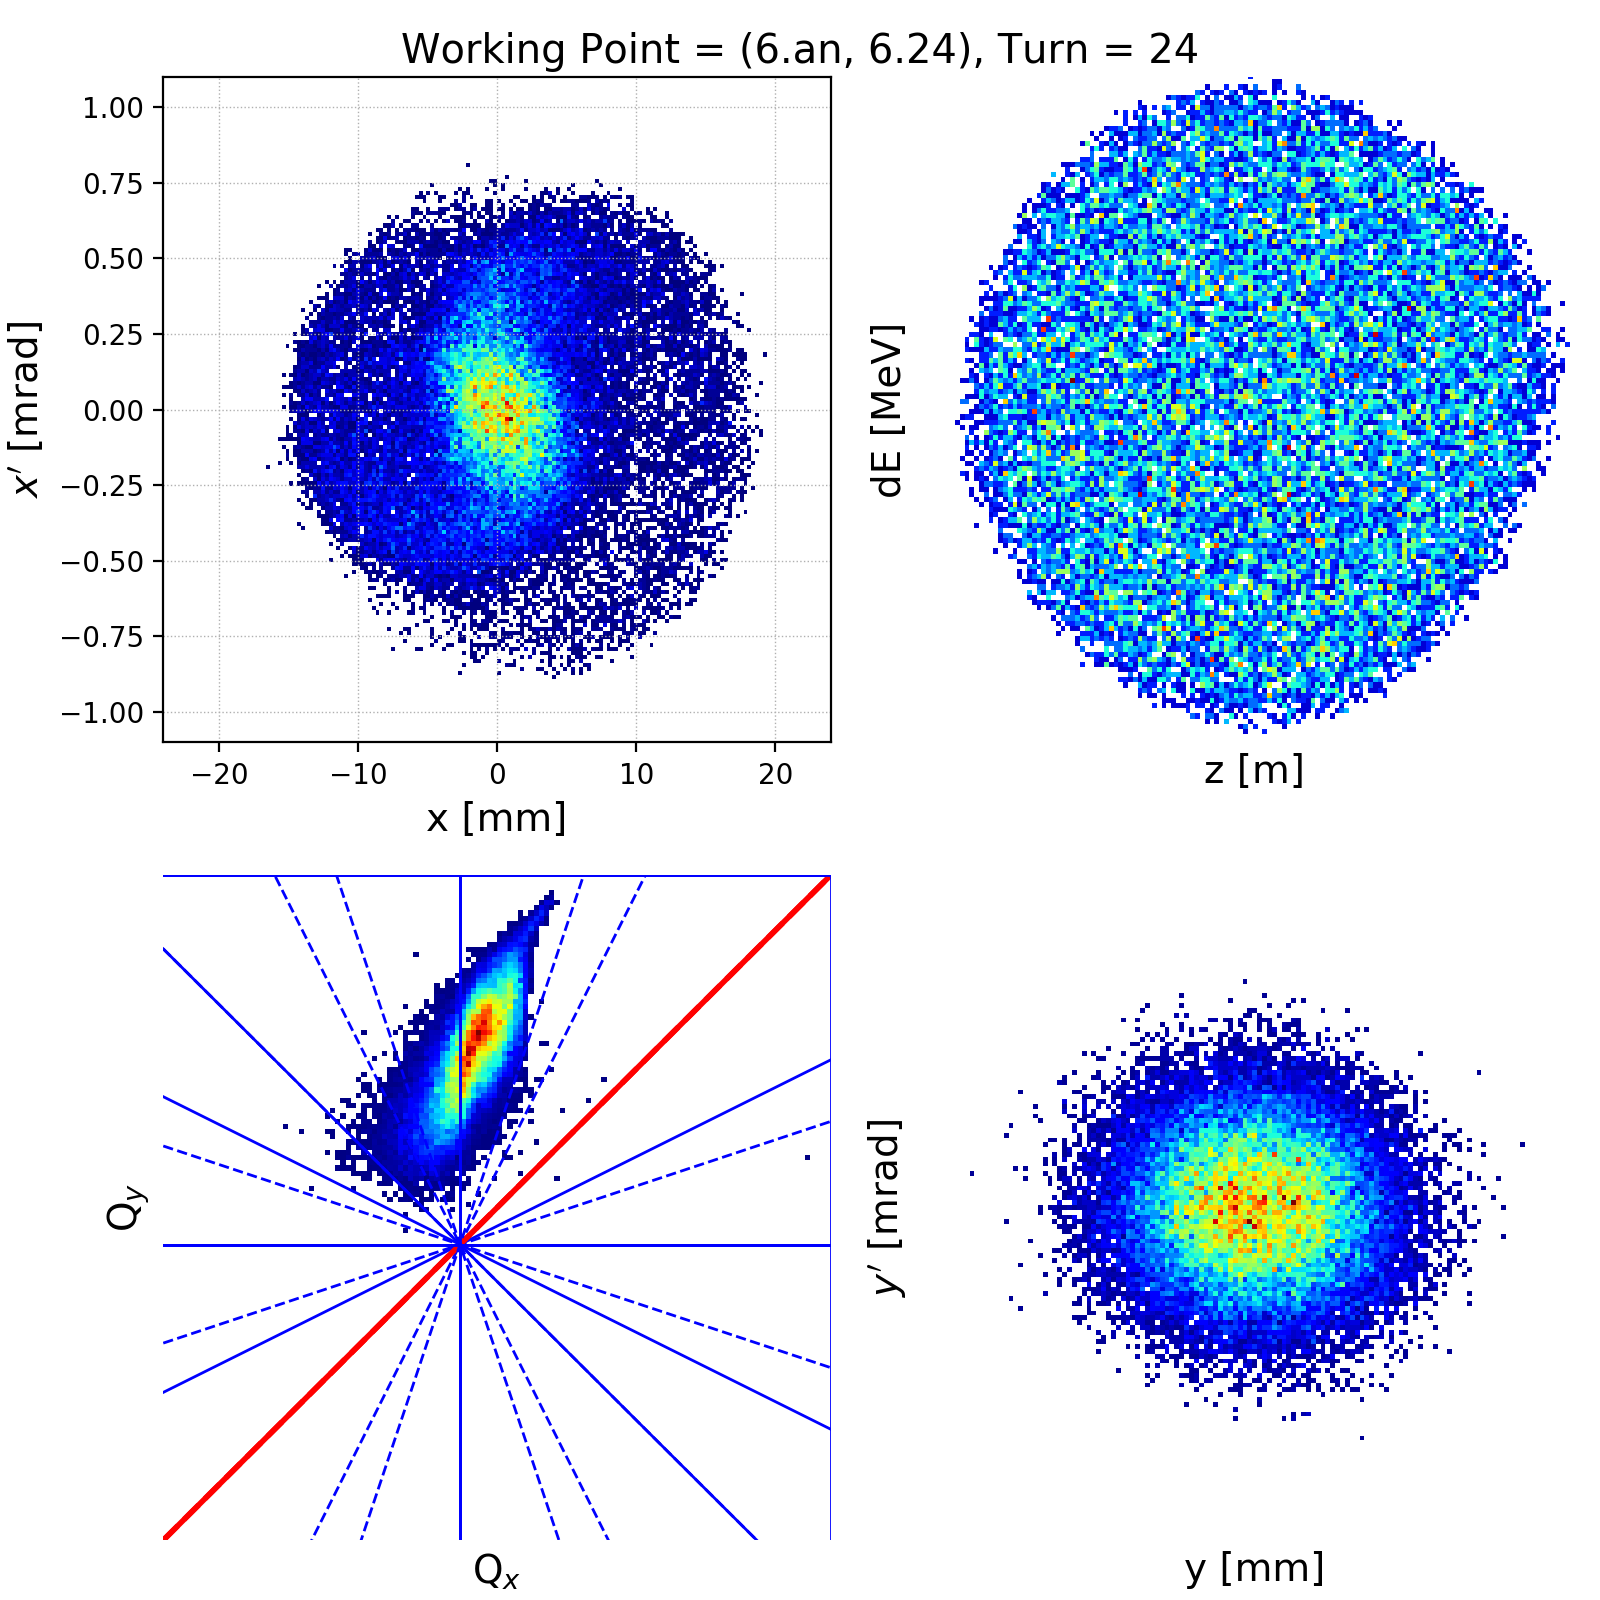 Working Point = (6.an, 6.24), Turn = 24
1.00
0.75
0.50
0.25
0.00
−0.25
−0.50
−0.75
−1.00
x′ [mrad]
−20 −10 0 10 20
x [mm]
dE [MeV]
z [m]
Qy
Qx
y′ [mrad]
y [mm]